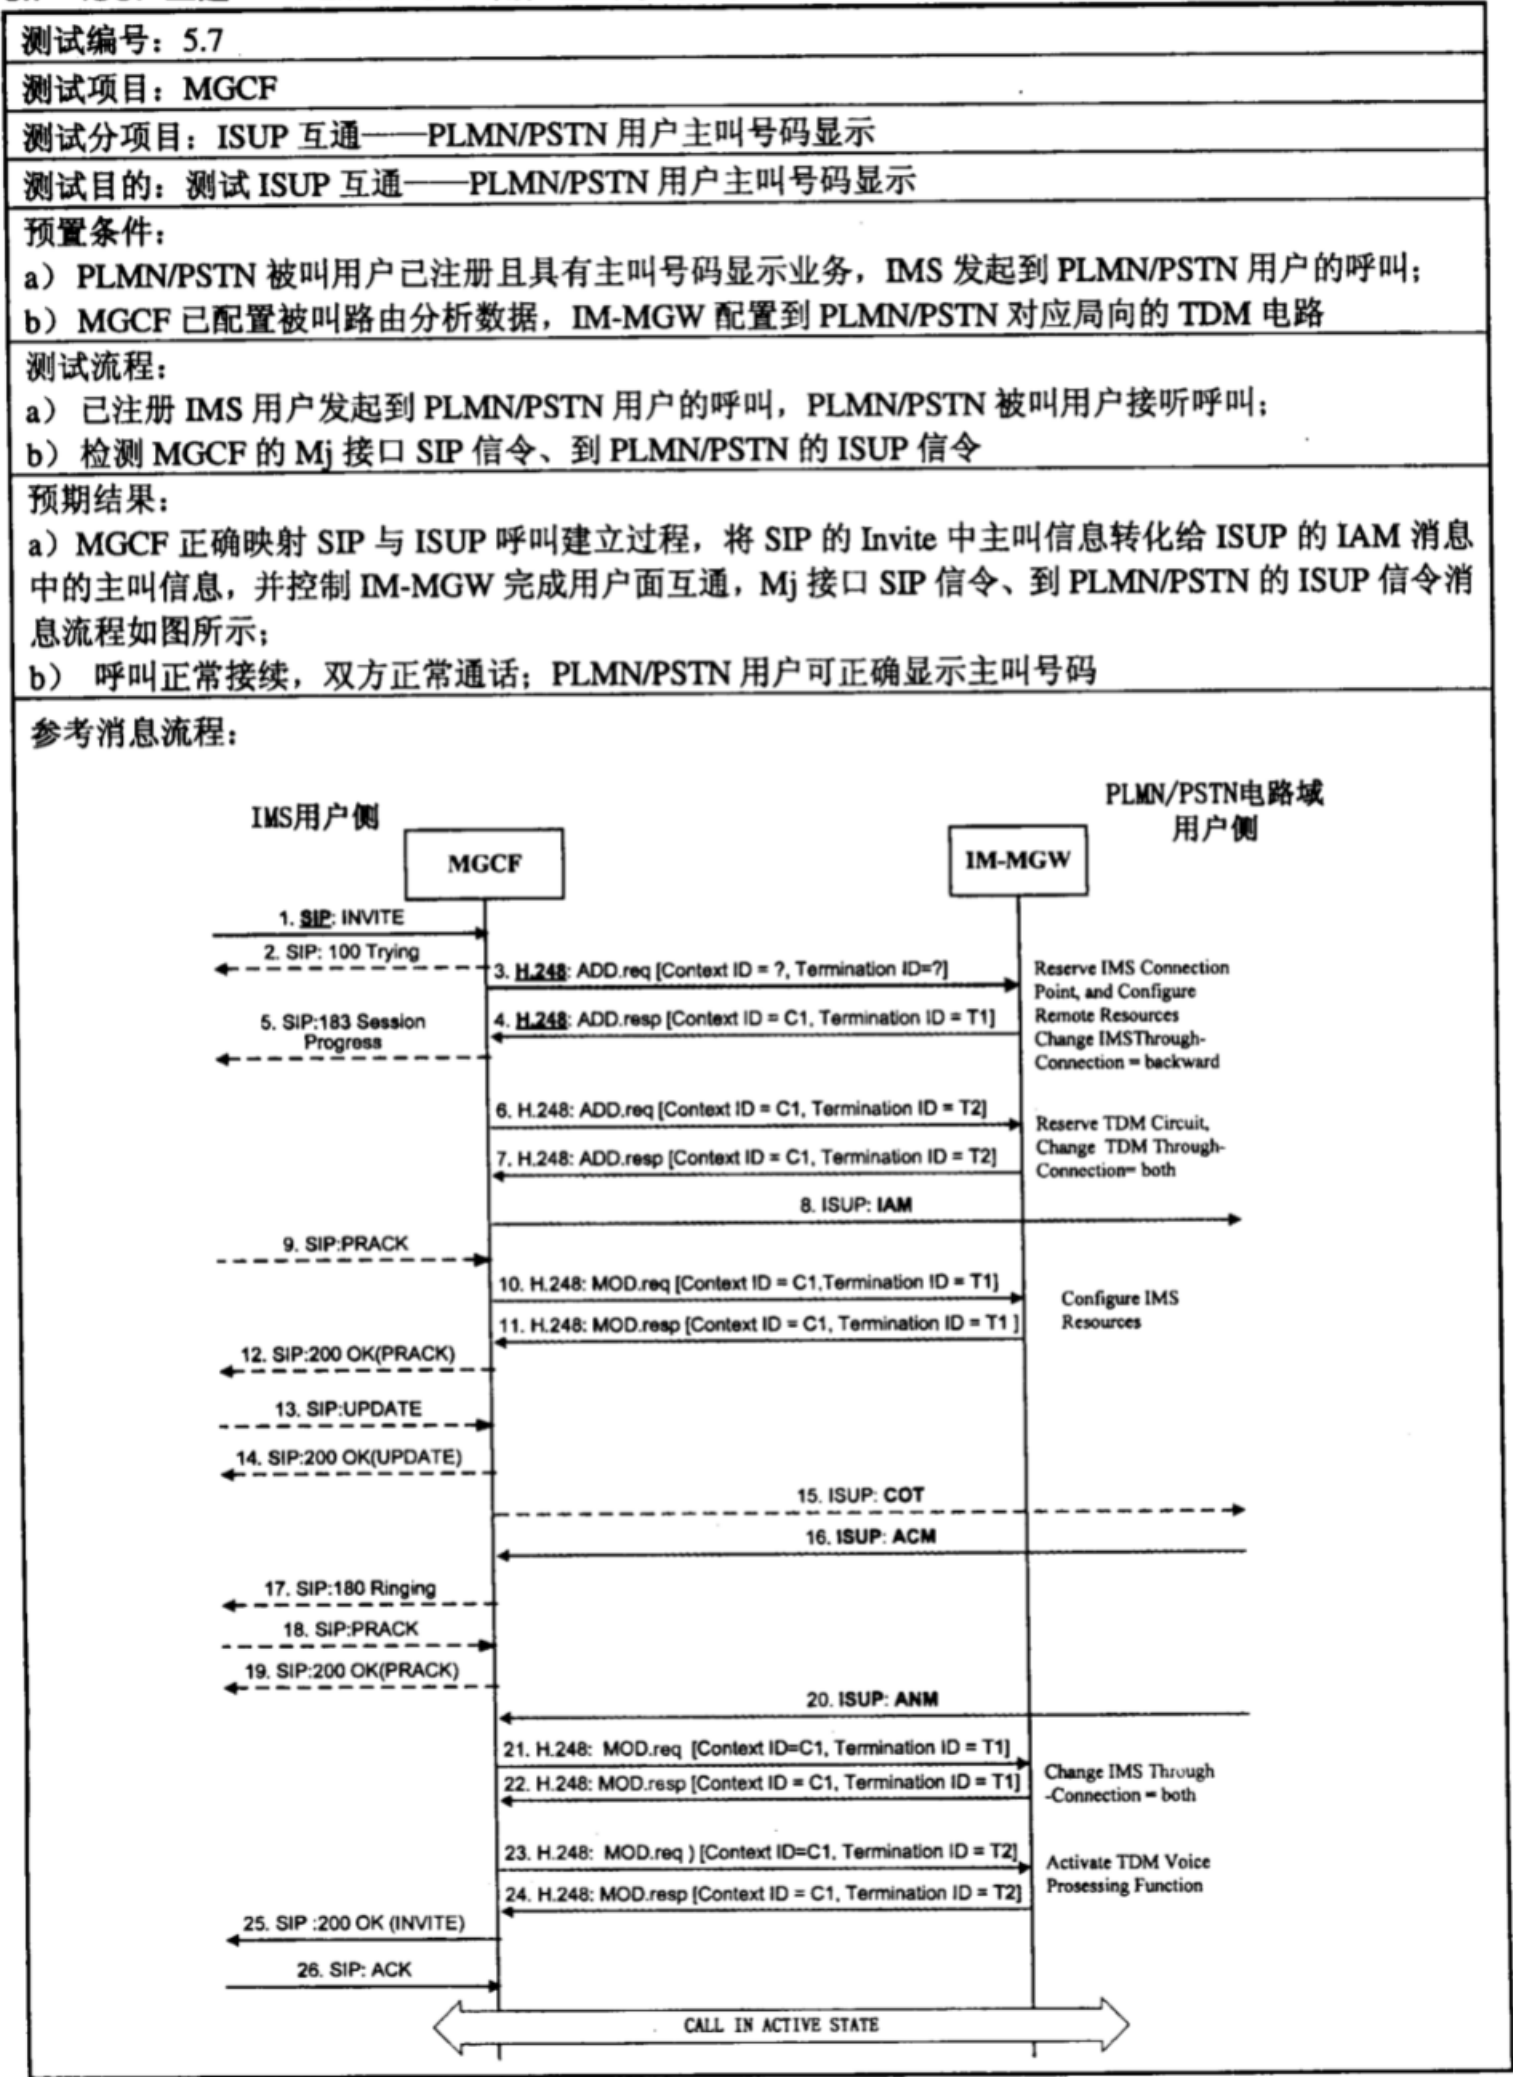 测试编号：5.7
测试项目：MGCF
测试分项目：ISUP 互通——PLMN/PSTN 用户主叫号码显示
测试目的：测试 ISUP 互通——PLMN/PSTN 用户主叫号码显示
预置条件：
a） PLMN/PSTN 被叫用户已注册且具有主叫号码显示业务，IMS 发起到 PLMN/PSTN 用户的呼叫；
b）MGCF 已配置被叫路由分析数据，IM-MGW 配置到 PLMN/PSTN 对应局向的 TDM 电路
测试流程：
a） 已注册 IMS 用户发起到 PLMN/PSTN 用户的呼叫，PLMN/PSTN 被叫用户接听呼叫；
b）检测 MGCF 的 Mj 接口 SIP 信令、到 PLMN/PSTN 的 ISUP 信令
预期结果：
a）MGCF 正确映射 SIP 与 ISUP 呼叫建立过程，将 SIP 的 Invite 中主叫信息转化给 ISUP 的 IAM 消息
中的主叫信息，并控制 IM-MGW 完成用户面互通，Mj 接口 SIP 信令、到 PLMN/PSTN 的 ISUP 信令消
息流程如图所示；
b） 呼叫正常接续，双方正常通话；PLMN/PSTN 用户可正确显示主叫号码
参考消息流程：
IMS用户侧
PLMN/PSTN电路域
用户侧
MGCF
IM-MGW
1. SIP: INVITE
2. SIP: 100 Trying
3. H.248: ADD.req [Context ID = ?, Termination ID=?]
Reserve IMS Connection
Point, and Configure
Remote Resources
Change IMSThrough-
Connection = backward
4. H.248: ADD.resp [Context ID = C1, Termination ID = T1]
5. SIP:183 Session
Progress
6. H.248: ADD.req [Context ID = C1, Termination ID = T2]
Reserve TDM Circuit,
Change TDM Through-
Connection= both
7. H.248: ADD.resp [Context ID = C1, Termination ID = T2]
8. ISUP: IAM
9. SIP:PRACK
10. H.248: MOD.req [Context ID = C1,Termination ID = T1]
Configure IMS
Resources
11. H.248: MOD.resp [Context ID = C1, Termination ID = T1 ]
12. SIP:200 OK(PRACK)
13. SIP:UPDATE
14. SIP:200 OK(UPDATE)
15. ISUP: COT
16. ISUP: ACM
17. SIP:180 Ringing
18. SIP:PRACK
19. SIP:200 OK(PRACK)
20. ISUP: ANM
21. H.248: MOD.req [Context ID=C1, Termination ID = T1]
Change IMS Through
-Connection = both
22. H.248: MOD.resp [Context ID = C1, Termination ID = T1]
23. H.248: MOD.req ) [Context ID=C1, Termination ID = T2]
Activate TDM Voice
Prosessing Function
24. H.248: MOD.resp [Context ID = C1, Termination ID = T2]
25. SIP :200 OK (INVITE)
26. SIP: ACK
CALL IN ACTIVE STATE